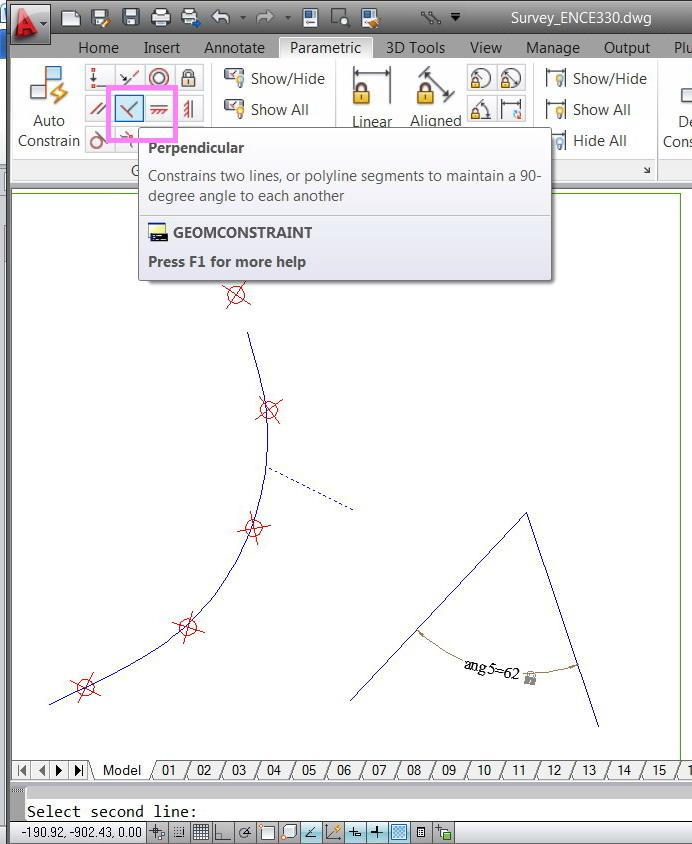 Survey_ENCE330.dwg
Home Insert Annotate Parametric 3D Tools View Manage Output
Auto Constrain
Show/Hide
Show All
Linear
Aligned
Show/Hide
Show All
Hide All
Perpendicular
Constrains two lines, or polyline segments to maintain a 90-
degree angle to each another
GEOMCONSTRAINT
Press F1 for more help
ang5=62
Model 01 02 03 04 05 06 07 08 09 10 11 12 13 14 15
Select second line:
-190.92, -902.43, 0.00